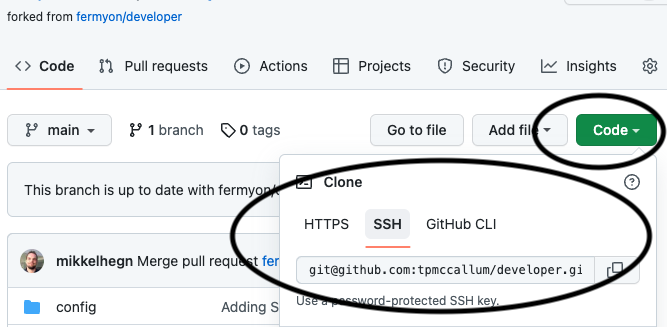 forked from fermyon/developer
Code Pull requests Actions Projects Security Insights
main 1 branch 0 tags Go to file Add file Code
This branch is up to date with fermyon/
Clone
HTTPS SSH GitHub CLI
git@github.com:tpmccallum/developer.gi
Use a password-protected SSH key.
mikkelhegn Merge pull request fer
config Adding S